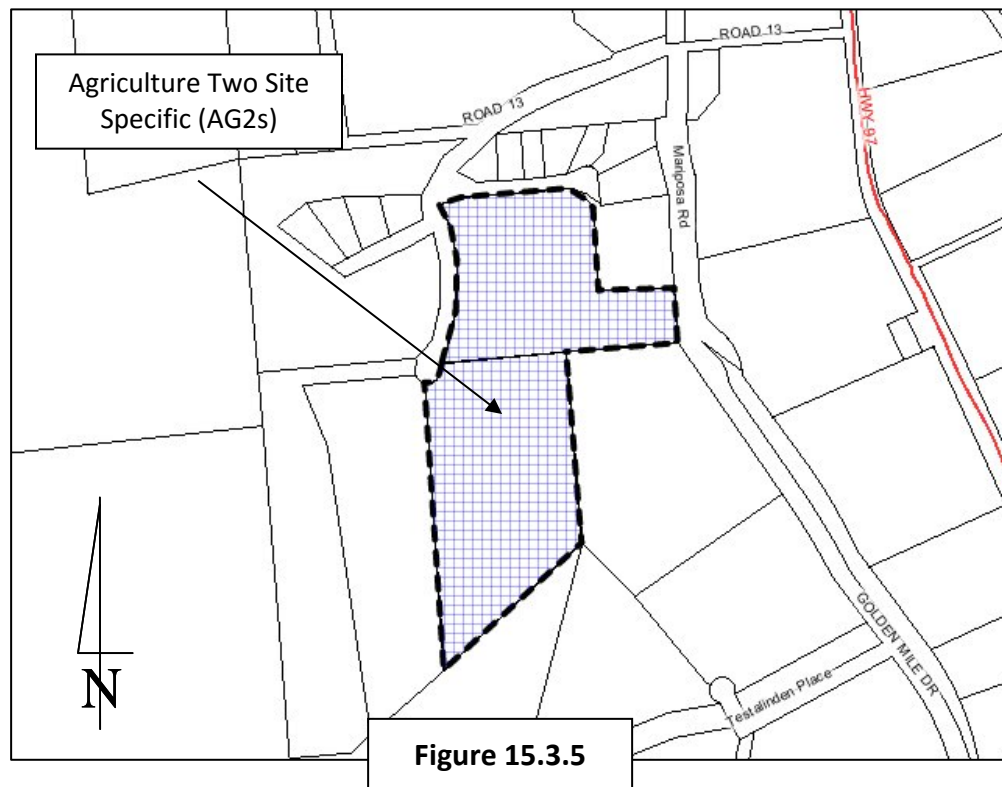 ROAD 13
Agriculture Two Site
Specific (AG2s)
ROAD 13
HWY 97
Mariposa Rd
GOLDEN MILE DR
Testalinden Place
N
Figure 15.3.5